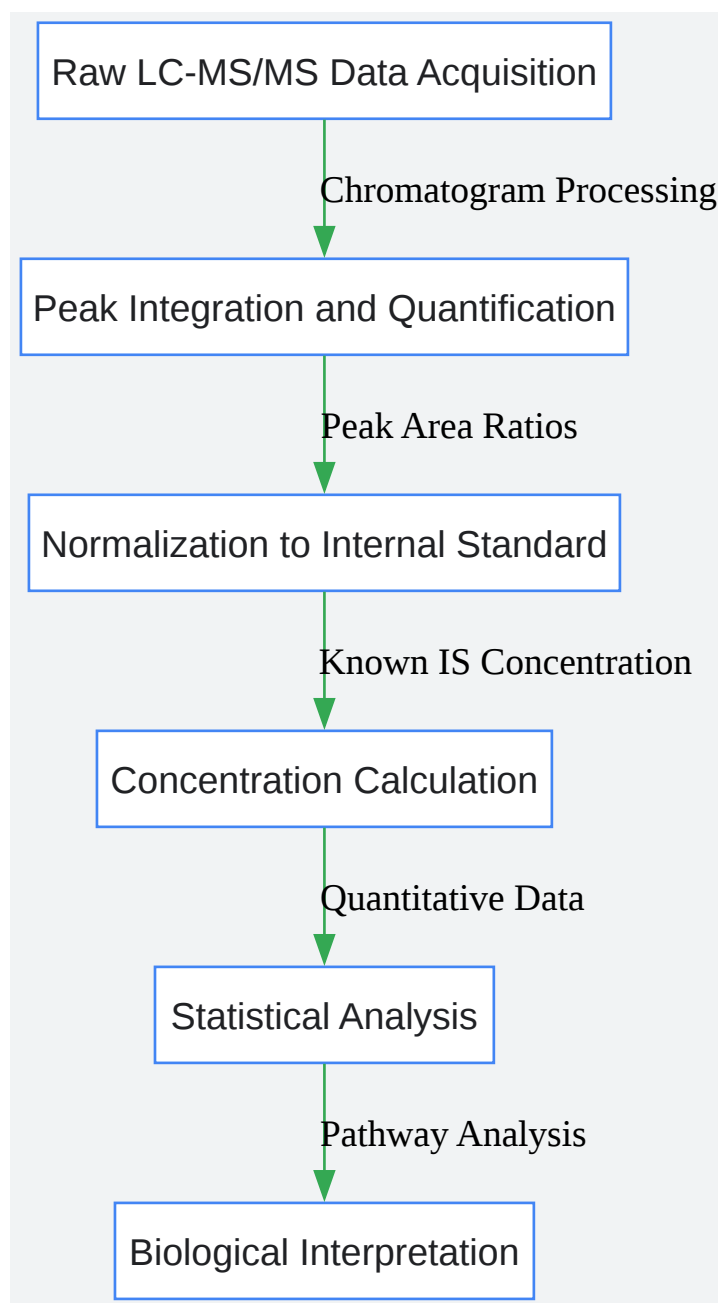 Raw LC-MS/MS Data Acquisition
Chromatogram Processing
Peak Integration and Quantification
Peak Area Ratios
Normalization to Internal Standard
Known IS Concentration
Concentration Calculation
Quantitative Data
Statistical Analysis
Pathway Analysis
Biological Interpretation